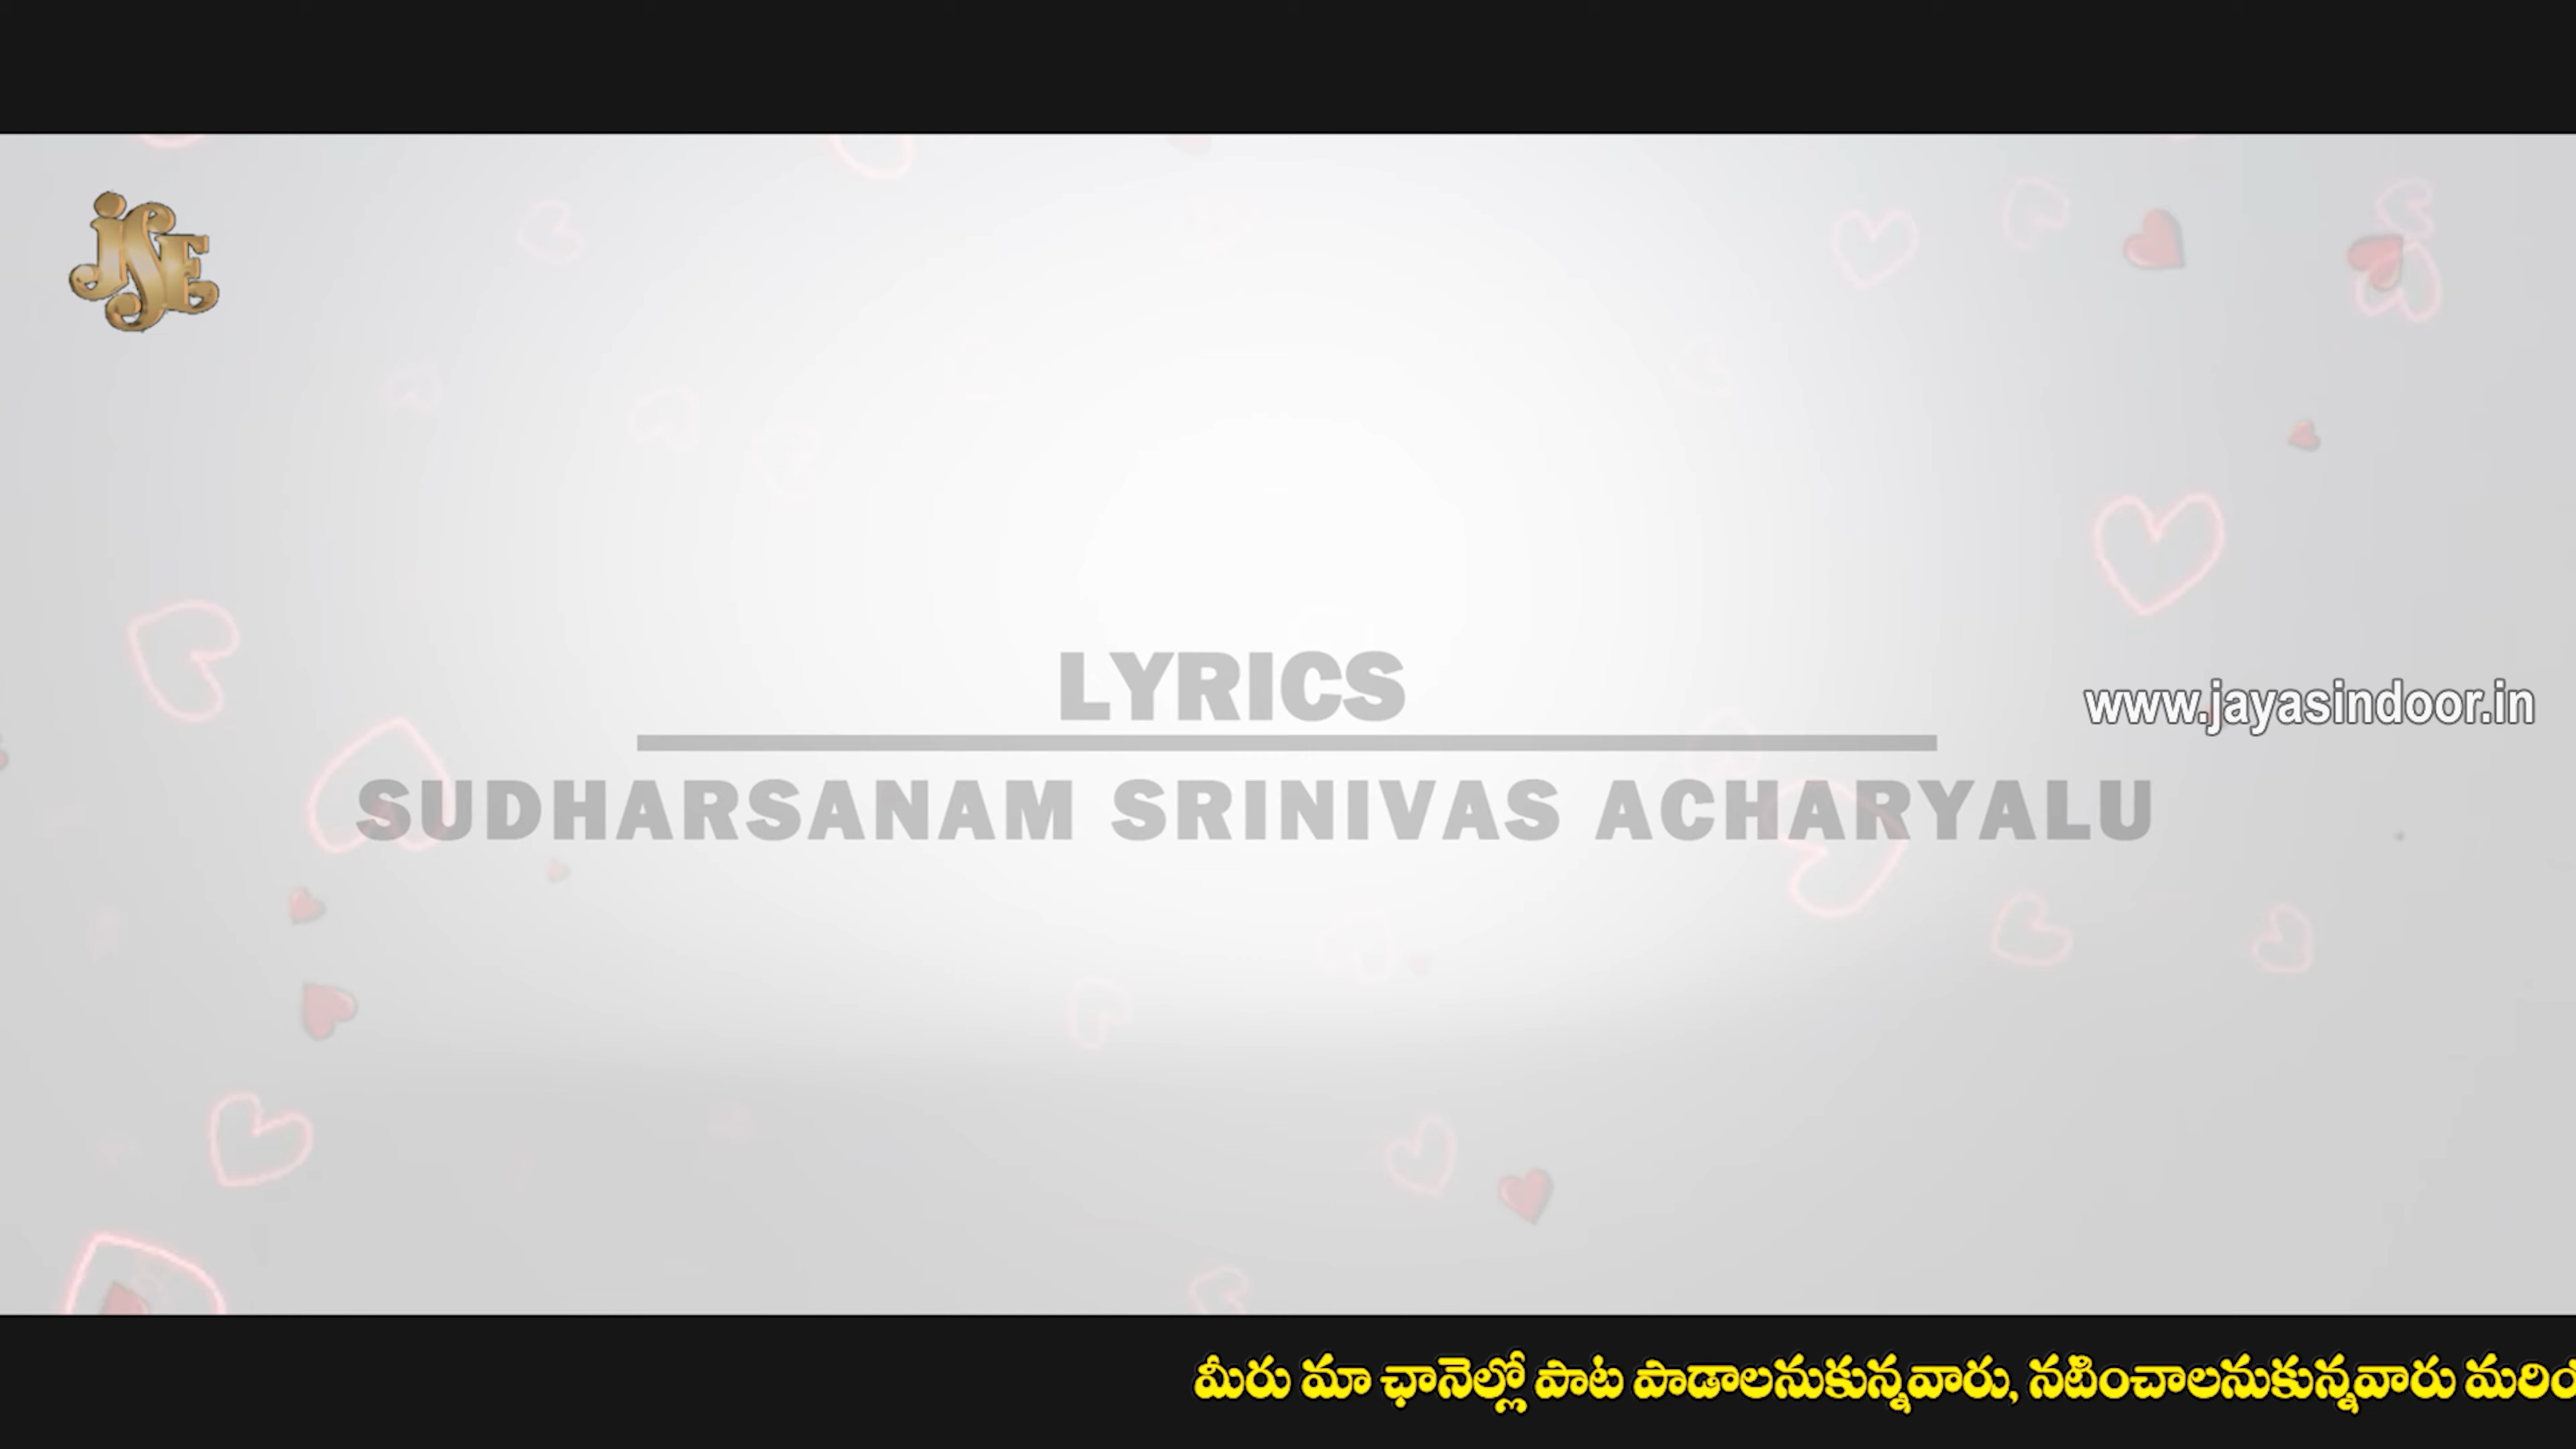 JSE
LYRICS
www.jayasindoor.in
SUDHARSANAM SRINIVAS ACHARYALU
మీరు మా ఛానెల్లో పాట పాడాలనుకున్నవారు, నటించాలనుకున్నవారు